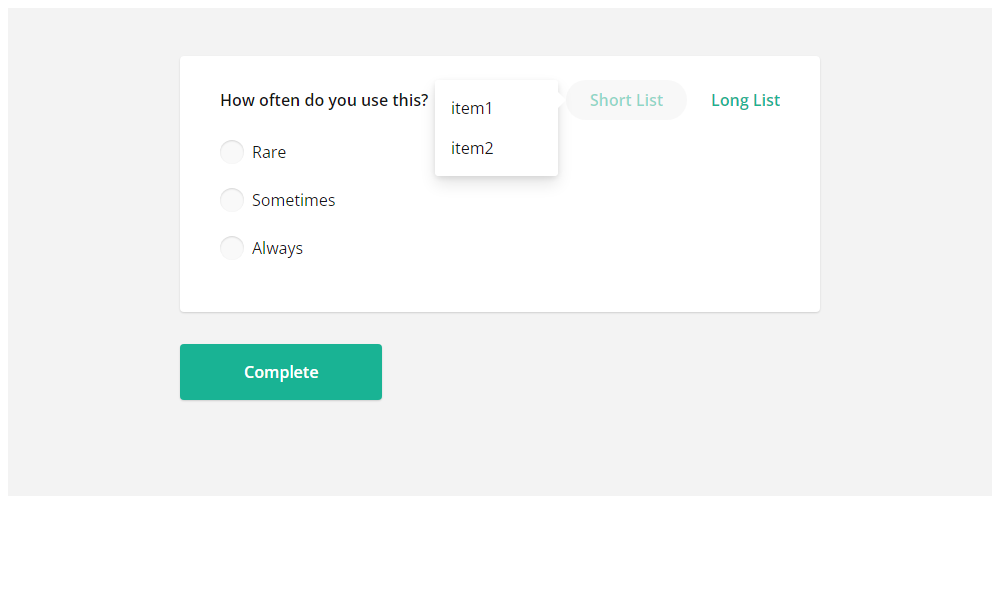 How often do you use this?
item1
item2
Short List
Long List
Rare
Sometimes
Always
Complete